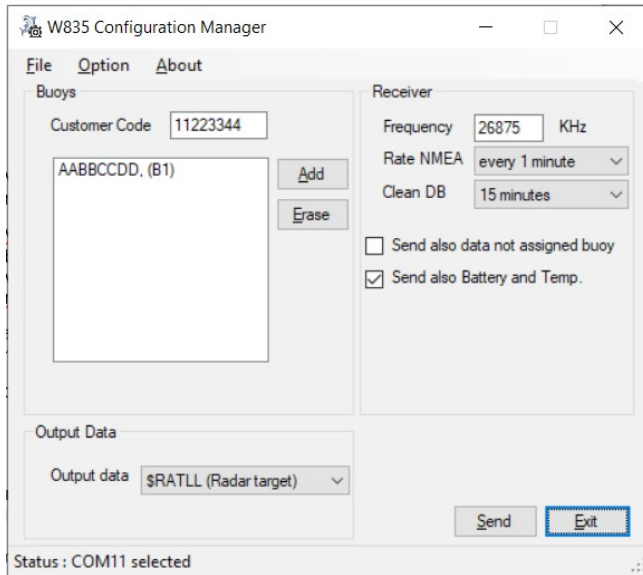 W835 Configuration Manager
File Option About
Buoys
Customer Code 11223344
AABBCCDD, (B1)
Add
Erase
Receiver
Frequency 26875 KHz
Rate NMEA every 1 minute
Clean DB 15 minutes
Send also data not assigned buoy
Send also Battery and Temp.
Output Data
Output data $RATLL (Radar target)
Send Exit
Status : COM11 selected